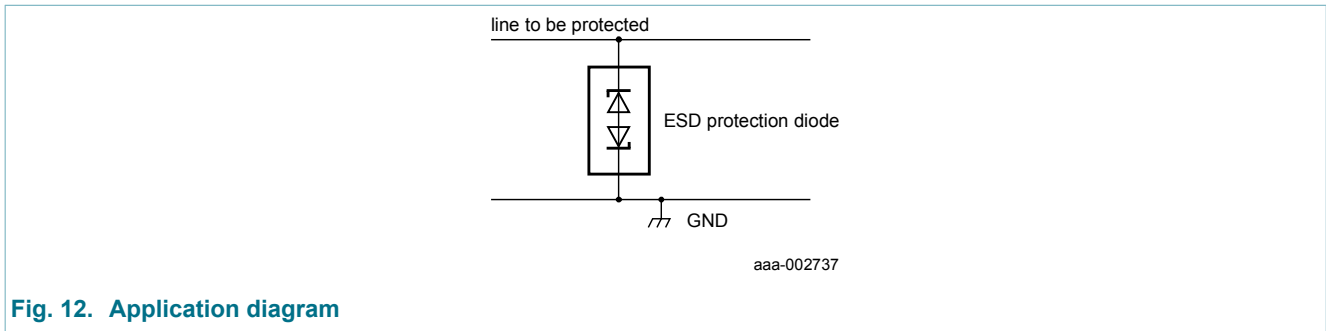 line to be protected
ESD protection diode
GND
aaa-002737
Fig. 12. Application diagram